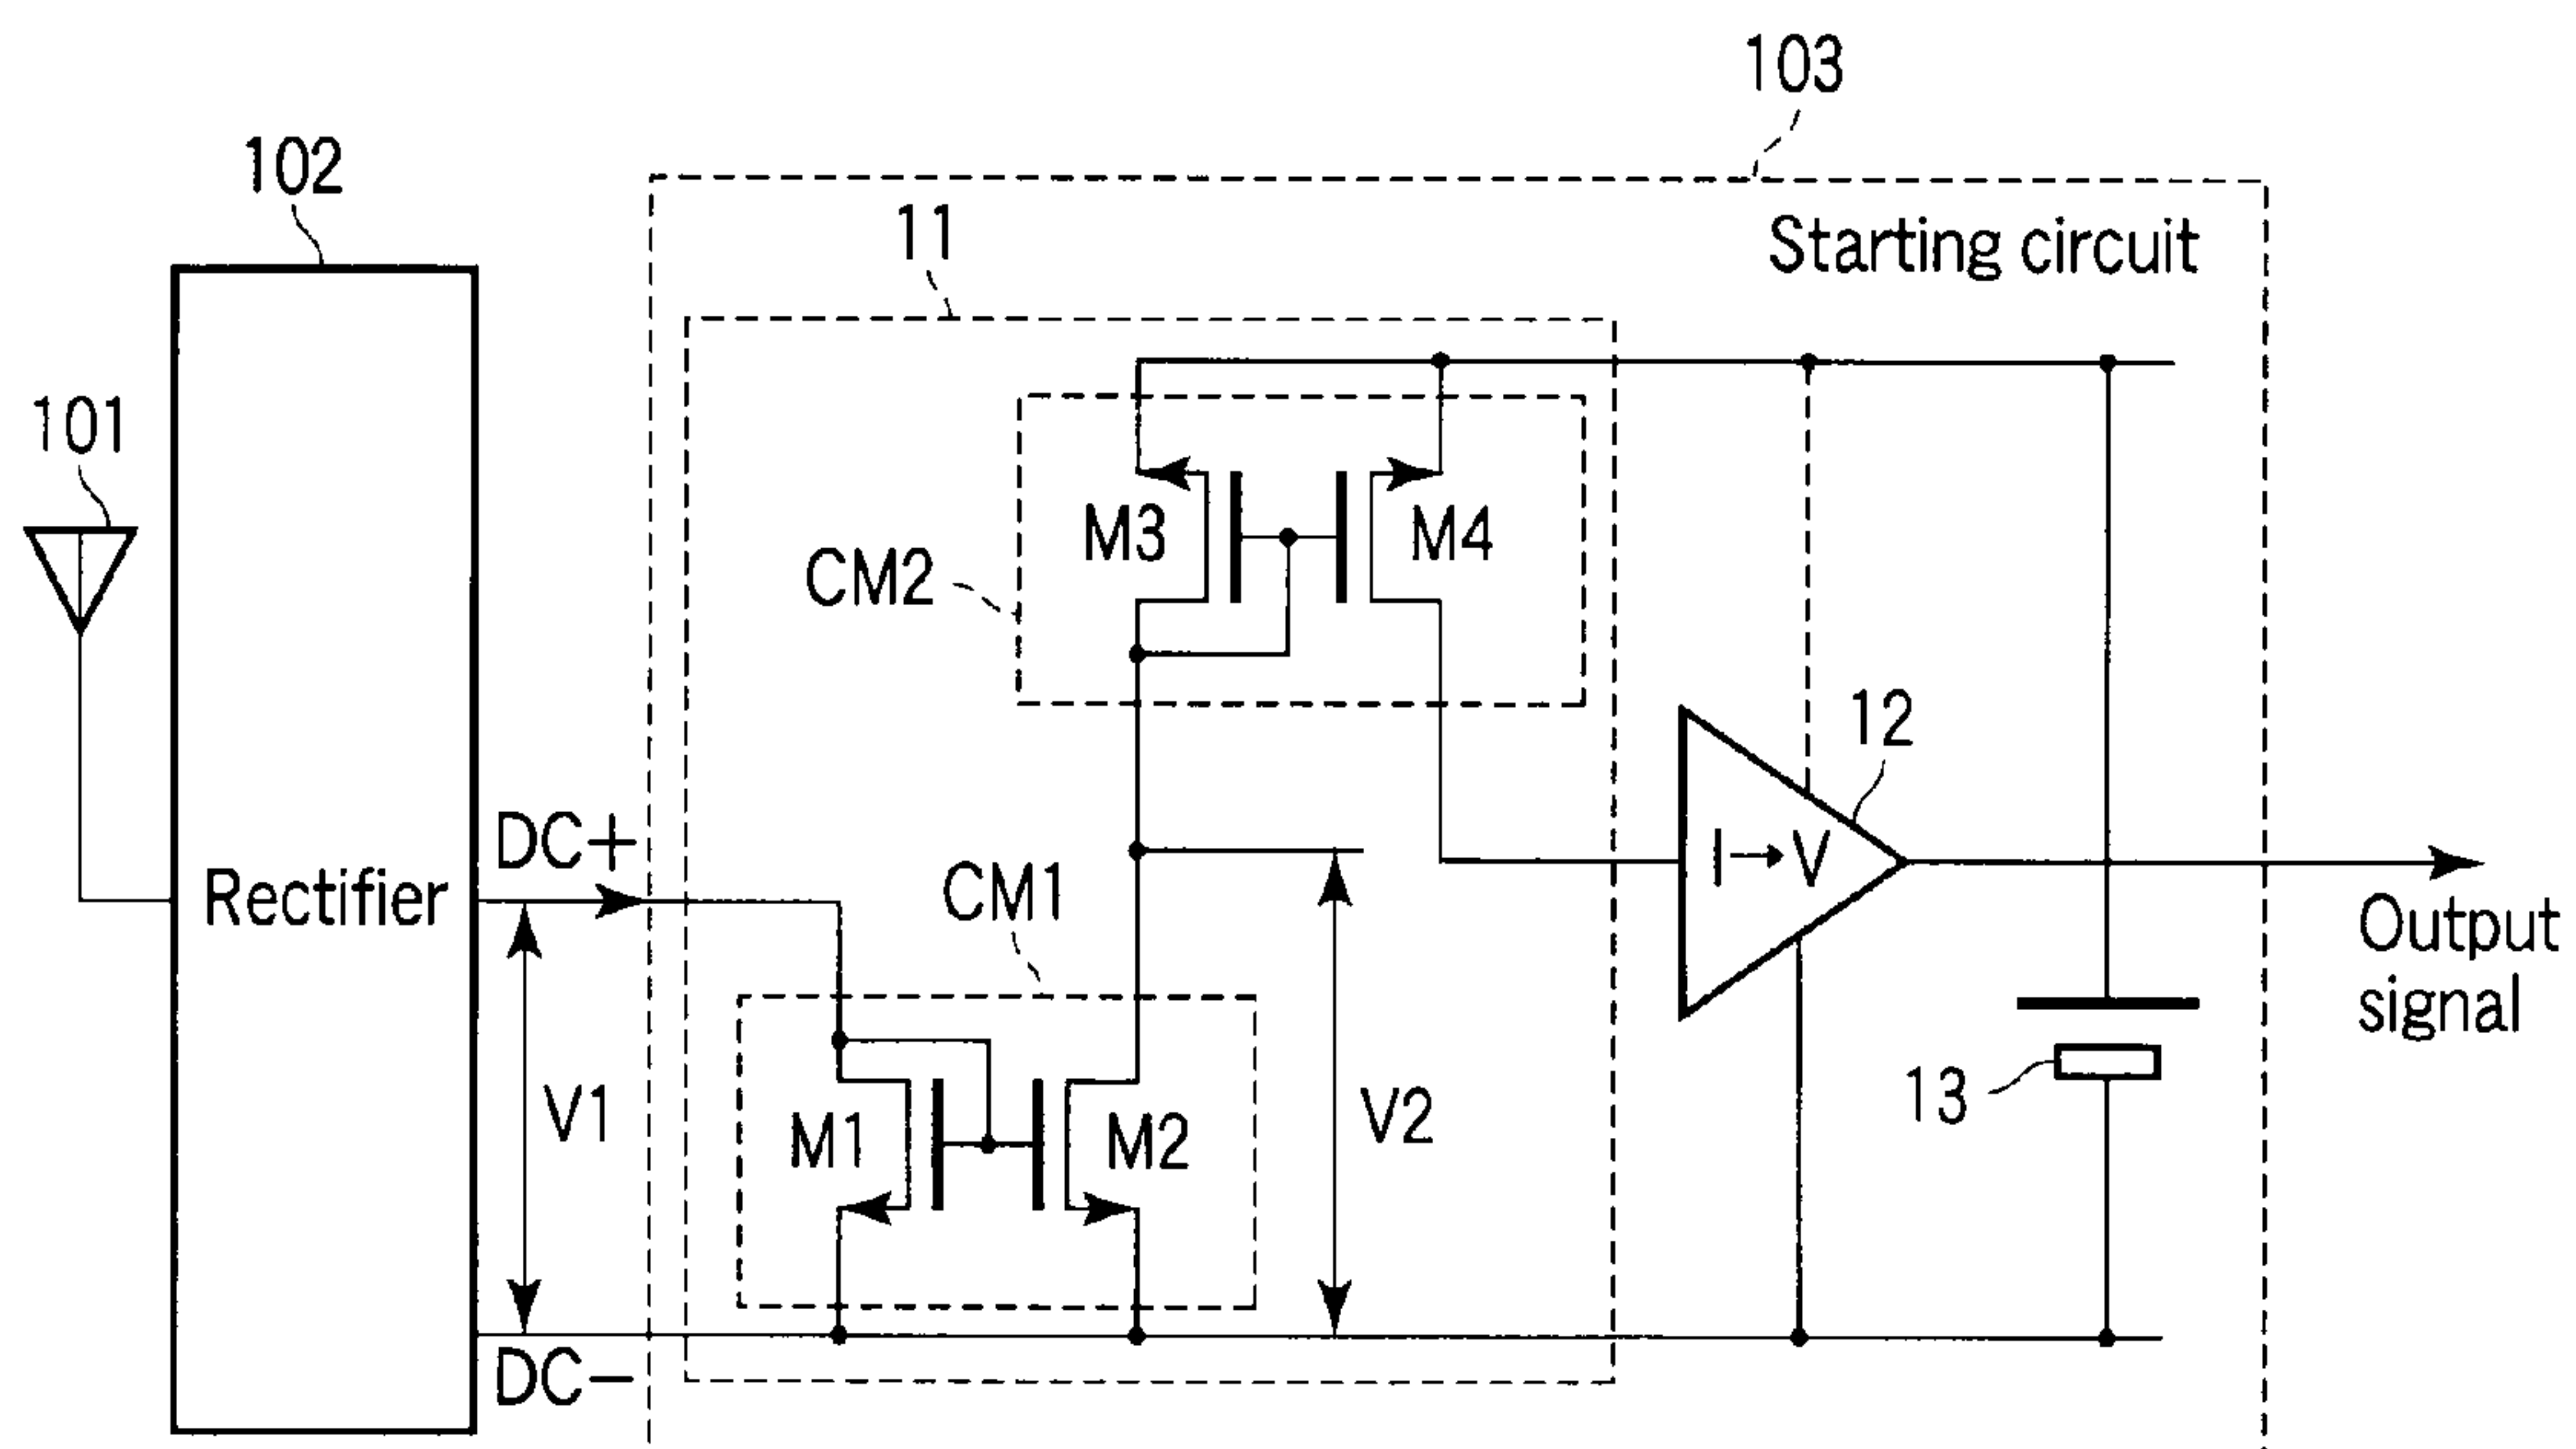 103
102
11
Starting circuit
101
M3
M4
CM2
12
DC+
I→V
CM1
Rectifier
Output
signal
13
V1
M1
M2
V2
DC−